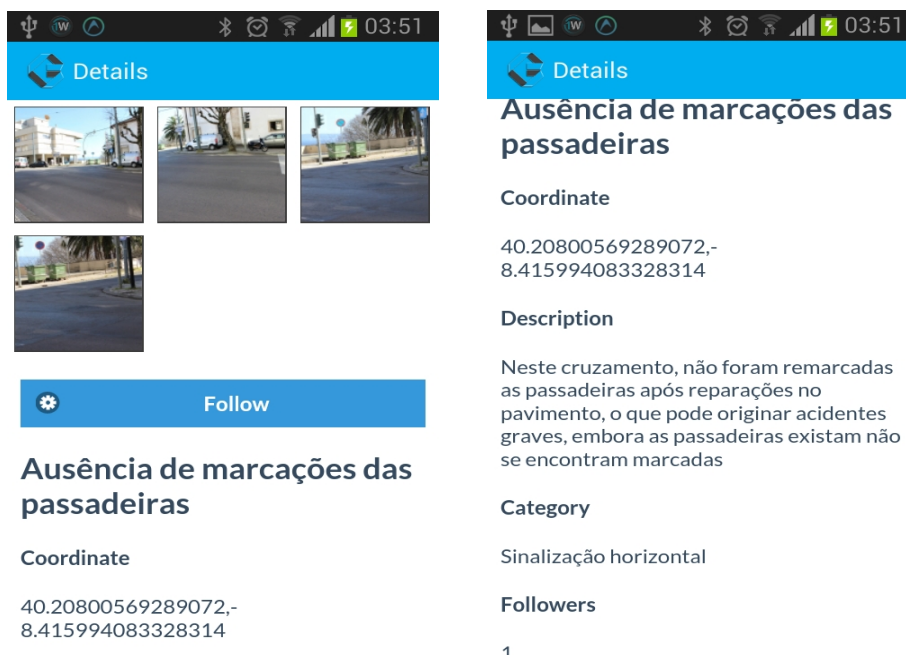 03:51
Details
Follow
Ausência de marcações das
passadeiras
Coordinate
40.20800569289072,-
8.415994083328314
03:51
Details
Ausência de marcações das
passadeiras
Coordinate
40.20800569289072,-
8.415994083328314
Description
Neste cruzamento, não foram remarcadas
as passadeiras após reparações no
pavimento, o que pode originar acidentes
graves, embora as passadeiras existam não
se encontram marcadas
Category
Sinalização horizontal
Followers
1